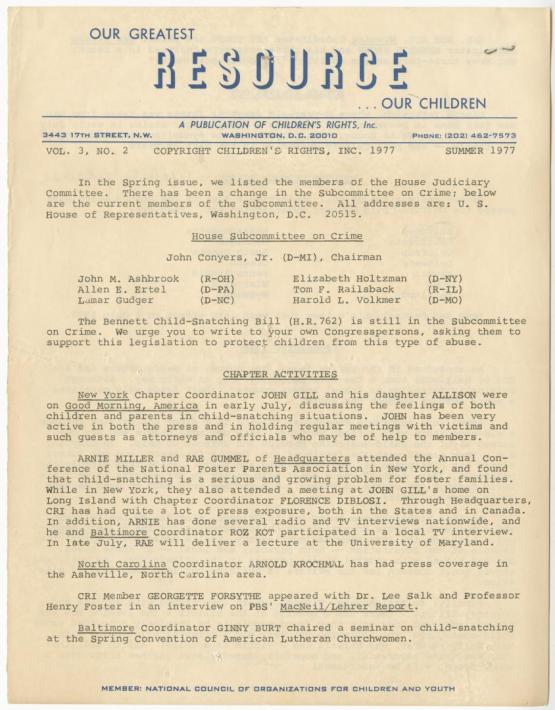 OUR GREATEST
RESOURCE
... OUR CHILDREN
A PUBLICATION OF CHILDREN'S RIGHTS, Inc.
3443 17TH STREET, N.W. WASHINGTON, D.C. 20010 PHONE: (202) 462-7573
VOL. 3, NO. 2 COPYRIGHT CHILDREN'S RIGHTS, INC. 1977 SUMMER 1977
In the Spring issue, we listed the members of the House Judiciary
Committee. There has been a change in the Subcommittee on Crime; below
are the current members of the Subcommittee. All addresses are: U. S.
House of Representatives, Washington, D.C. 20515.
House Subcommittee on Crime
John Conyers, Jr. (D-MI), Chairman
John M. Ashbrook (R-OH) Elizabeth Holtzman (D-NY)
Allen E. Ertel (D-PA) Tom F. Railsback (R-IL)
Lamar Gudger (D-NC) Harold L. Volkmer (D-MO)
The Bennett Child-Snatching Bill (H.R.762) is still in the Subcommittee
on Crime. We urge you to write to your own Congresspersons, asking them to
support this legislation to protect children from this type of abuse.
CHAPTER ACTIVITIES
New York Chapter Coordinator JOHN GILL and his daughter ALLISON were
on Good Morning, America in early July, discussing the feelings of both
children and parents in child-snatching situations. JOHN has been very
active in both the press and in holding regular meetings with victims and
such guests as attorneys and officials who may be of help to members.
ARNIE MILLER and RAE GUMMEL of Headquarters attended the Annual Con-
ference of the National Foster Parents Association in New York, and found
that child-snatching is a serious and growing problem for foster families.
While in New York, they also attended a meeting at JOHN GILL's home on
Long Island with Chapter Coordinator FLORENCE DIBLOSI. Through Headquarters,
CRI has had quite a lot of press exposure, both in the States and in Canada.
In addition, ARNIE has done several radio and TV interviews nationwide, and
he and Baltimore Coordinator ROZ KOT participated in a local TV interview.
In late July, RAE will deliver a lecture at the University of Maryland.
North Carolina Coordinator ARNOLD KROCHMAL has had press coverage in
the Asheville, North Carolina area.
CRI Member GEORGETTE FORSYTHE appeared with Dr. Lee Salk and Professor
Henry Foster in an interview on PBS' MacNeil/Lehrer Report.
Baltimore Coordinator GINNY BURT chaired a seminar on child-snatching
at the Spring Convention of American Lutheran Churchwomen.
MEMBER: NATIONAL COUNCIL OF ORGANIZATIONS FOR CHILDREN AND YOUTH